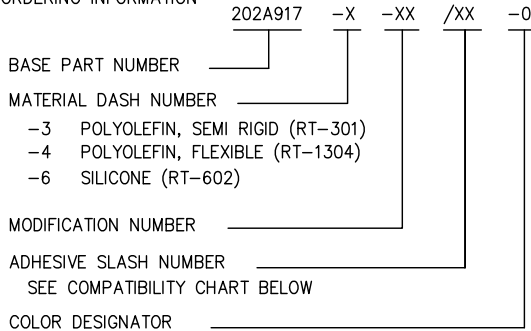 ORDERING INFORMATION
202A917 -X -XX /XX -0
BASE PART NUMBER
MATERIAL DASH NUMBER
-3 POLYOLEFIN, SEMI RIGID (RT-301)
-4 POLYOLEFIN, FLEXIBLE (RT-1304)
-6 SILICONE (RT-602)
MODIFICATION NUMBER
ADHESIVE SLASH NUMBER
SEE COMPATIBILITY CHART BELOW
COLOR DESIGNATOR